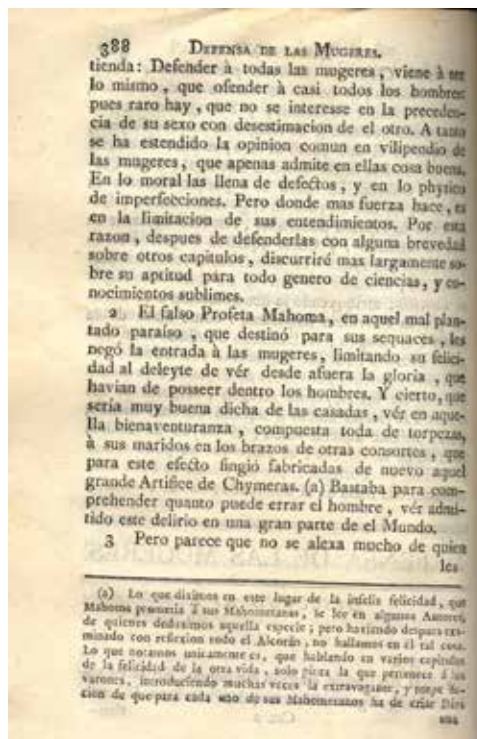 388 DEFENSA DE LAS MUGERES.
tienda: Defender à todas las mugeres, viene à ser
lo mismo, que ofender à casi todos los hombres:
pues raro hay, que no se interesse en la preceden-
cia de su sexo con desestimacion de el otro. A tanto
se ha estendido la opinion comun en vilipendio de
las mugeres, que apenas admite en ellas cosa buena.
En lo moral las llena de defectos, y en lo physico
de imperfecciones. Pero donde mas fuerza hace, es
en la limitacion de sus entendimientos. Por esta
razon, despues de defenderlas con alguna brevedad
sobre otros capitulos, discurriré mas largamente so-
bre su aptitud para todo genero de ciencias, y co-
nocimientos sublimes.
2 El falso Profeta Mahoma, en aquel mal plan-
tado paraíso, que destinó para sus sequaces, les
negó la entrada à las mugeres, limitando su felici-
dad al deleyte de vér desde afuera la gloria, que
havian de posseer dentro los hombres. Y cierto, que
sería muy buena dicha de las casadas, vér en aque-
lla bienaventuranza, compuesta toda de torpezas,
à sus maridos en los brazos de otras consortes, que
para este efecto fingió fabricadas de nuevo aquel
grande Artifice de Chymeras. (a) Bastaba para com-
prehender quanto puede errar el hombre, vér admi-
tido este delirio en una gran parte de el Mundo.
3 Pero parece que no se alexa mucho de quien
les
(a) Lo que diximos en este lugar de la infeliz felicidad, que
Mahoma promería à sus Mahometanas, se lee en algunos Autores,
de quienes deduximos aquella especie; pero haviendo despues exa-
minado con reflexion todo el Alcorán, no hallamos en él tal cosa.
Lo que notamos unicamente es, que hablando en varios capitulos
de la felicidad de la otra vida, solo pinta la que pertenece á los
varones, introduciendo muchas veces la extravagante, y torpe fic-
cion de que para cada uno de sus Mahometanos ha de criar Dios
una